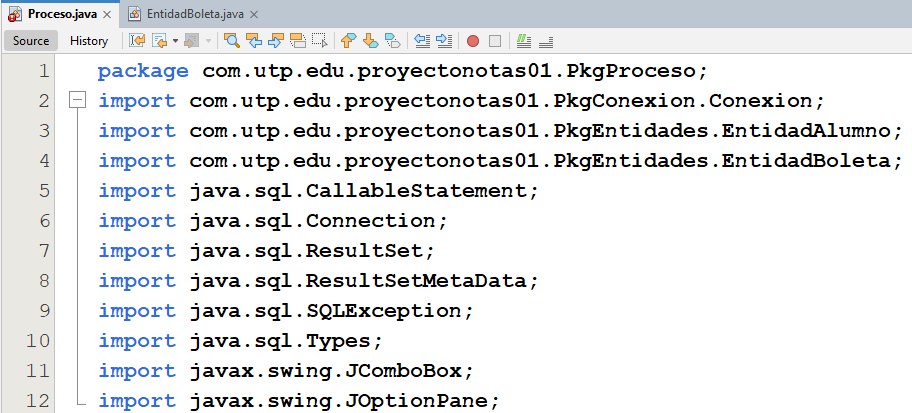 Proceso.java EntidadBoleta.java
Source History
1 package com.utp.edu.proyectonotas01.PkgProceso;
2 import com.utp.edu.proyectonotas01.PkgConexion.Conexion;
3 import com.utp.edu.proyectonotas01.PkgEntidades.EntidadAlumno;
4 import com.utp.edu.proyectonotas01.PkgEntidades.EntidadBoleta;
5 import java.sql.CallableStatement;
6 import java.sql.Connection;
7 import java.sql.ResultSet;
8 import java.sql.ResultSetMetaData;
9 import java.sql.SQLException;
10 import java.sql.Types;
11 import javax.swing.JComboBox;
12 import javax.swing.JOptionPane;